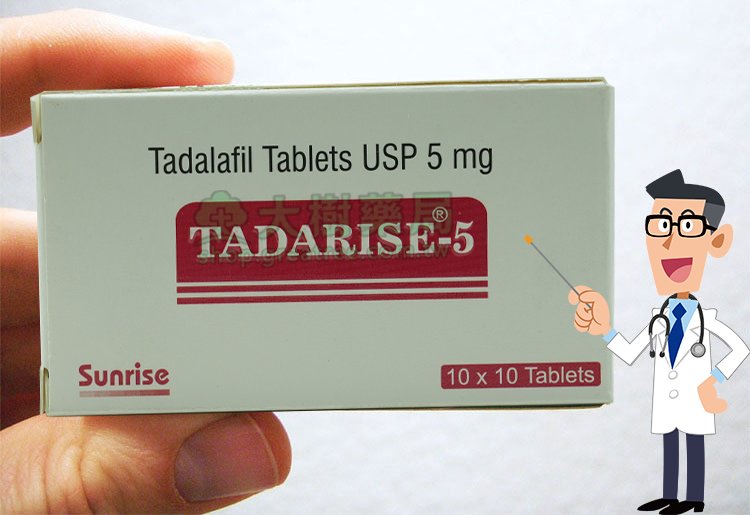 Tadalafil Tablets USP 5 mg
大樹藥局
TADARISE-5®
Sunrise
10 x 10 Tablets